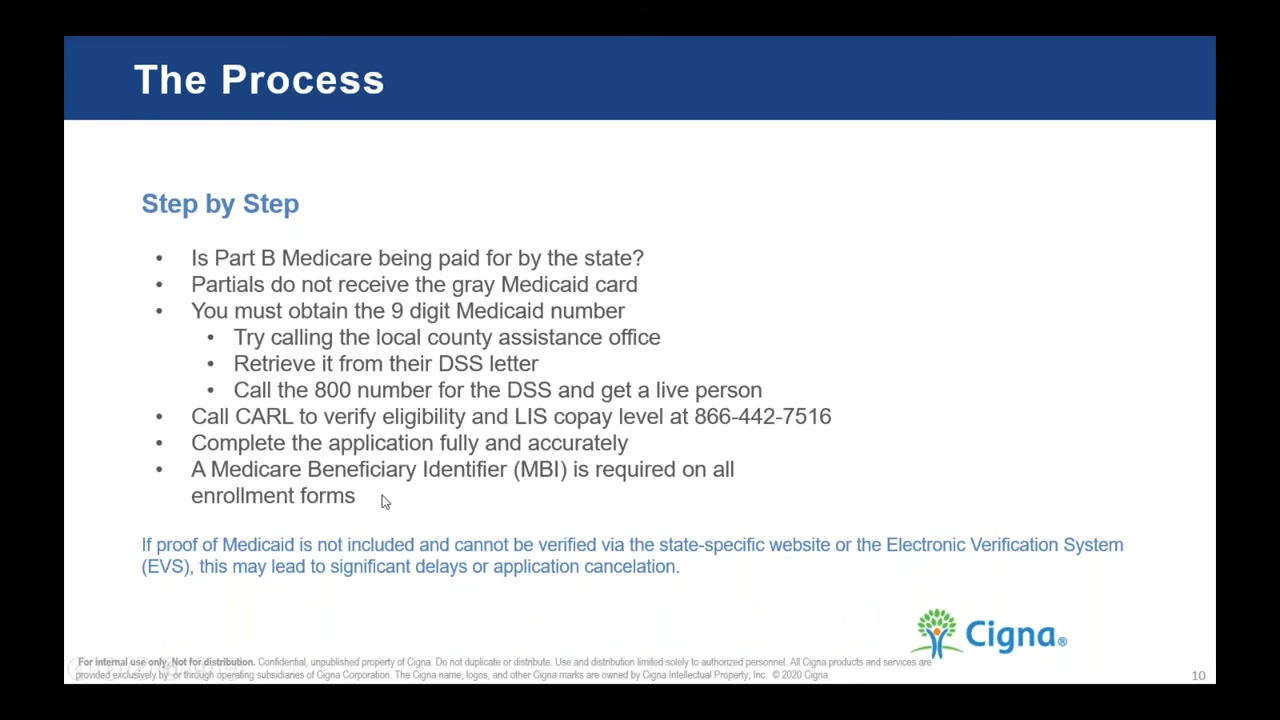 The Process
Step by Step
• Is Part B Medicare being paid for by the state?
• Partials do not receive the gray Medicaid card
• You must obtain the 9 digit Medicaid number
• Try calling the local county assistance office
• Retrieve it from their DSS letter
• Call the 800 number for the DSS and get a live person
• Call CARL to verify eligibility and LIS copay level at 866-442-7516
• Complete the application fully and accurately
• A Medicare Beneficiary Identifier (MBI) is required on all
enrollment forms
If proof of Medicaid is not included and cannot be verified via the state-specific website or the Electronic Verification System
(EVS), this may lead to significant delays or application cancelation.
Cigna®
For internal use only. Not for distribution. Confidential, unpublished property of Cigna. Do not duplicate or distribute. Use and distribution limited solely to authorized personnel. All Cigna products and services are
provided exclusively by or through operating subsidiaries of Cigna Corporation. The Cigna name, logos, and other Cigna marks are owned by Cigna Intellectual Property, Inc. © 2020 Cigna
10